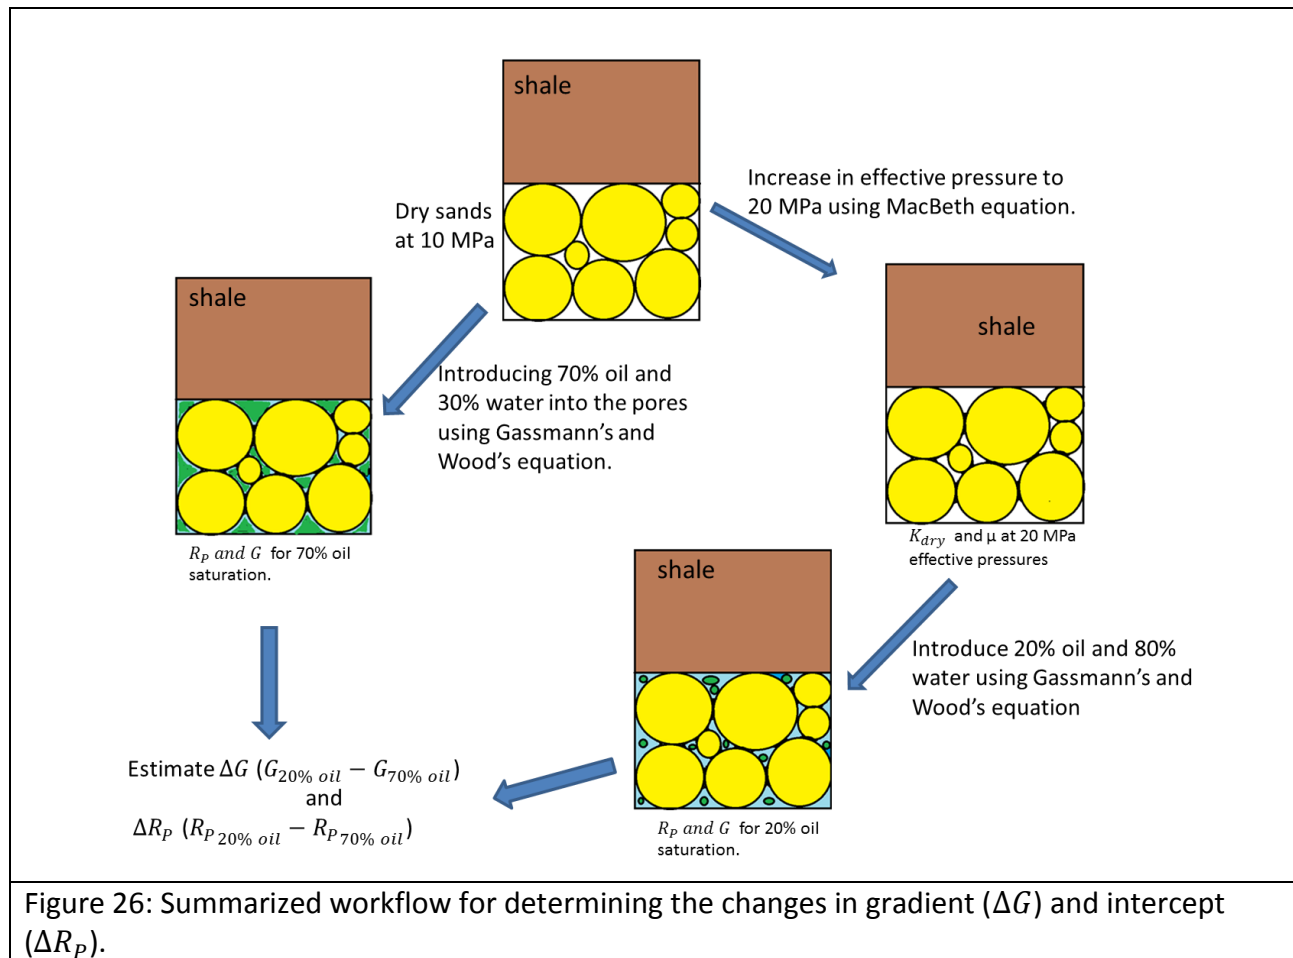 shale
Dry sands
at 10 MPa
Increase in effective pressure to
20 MPa using MacBeth equation.
shale
Introducing 70% oil and
30% water into the pores
using Gassmann’s and
Wood’s equation.
R_P and G for 70% oil
saturation.
shale
K_dry and μ at 20 MPa
effective pressures
shale
Introduce 20% oil and 80%
water using Gassmann’s and
Wood’s equation
R_P and G for 20% oil
saturation.
Estimate ΔG (G_20% oil − G_70% oil)
and
ΔR_P (R_P 20% oil − R_P 70% oil)
Figure 26: Summarized workflow for determining the changes in gradient (ΔG) and intercept
(ΔR_P).